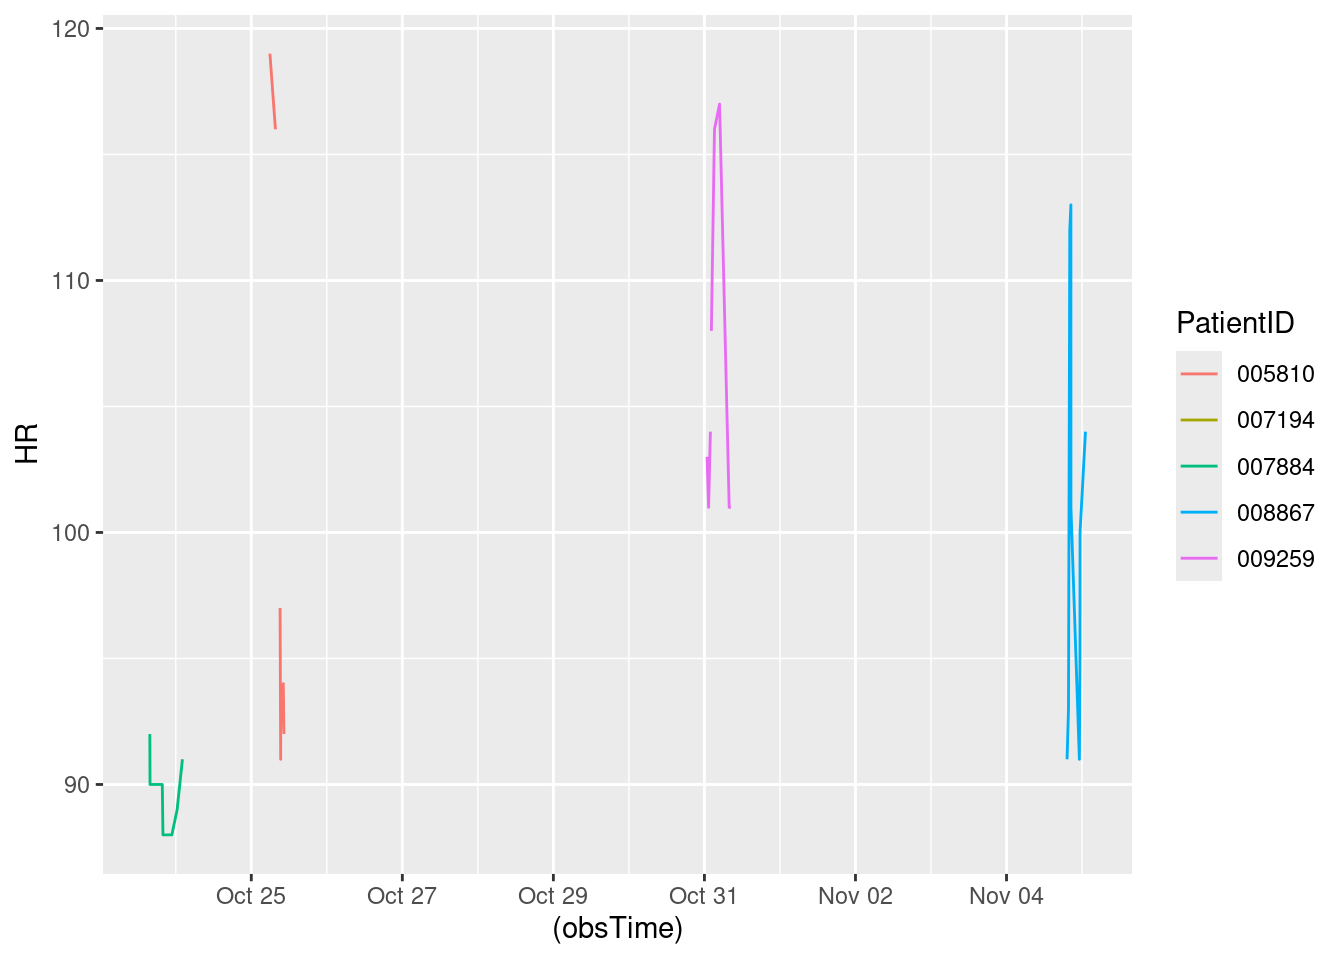 120
110
100
90
HR
Oct 25
Oct 27
Oct 29
Oct 31
Nov 02
Nov 04
(obsTime)
PatientID
005810
007194
007884
008867
009259